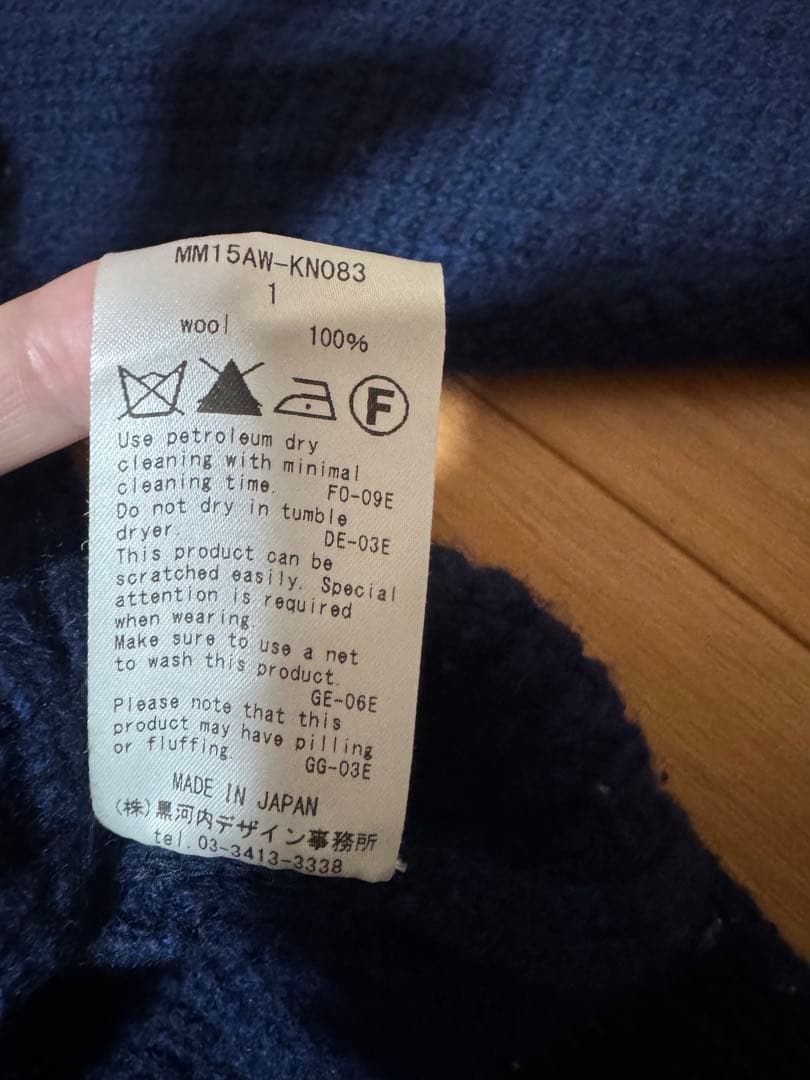 MM15AW-KN083
1
wool 100%
F
Use petroleum dry
cleaning with minimal
cleaning time. FO-09E
Do not dry in tumble
dryer. DE-03E
This product can be
scratched easily. Special
attention is required
when wearing.
Make sure to use a net
to wash this product.
GE-06E
Please note that this
product may have pilling
or fluffing. GG-03E
MADE IN JAPAN
(株)黒河内デザイン事務所
tel.03-3413-3338